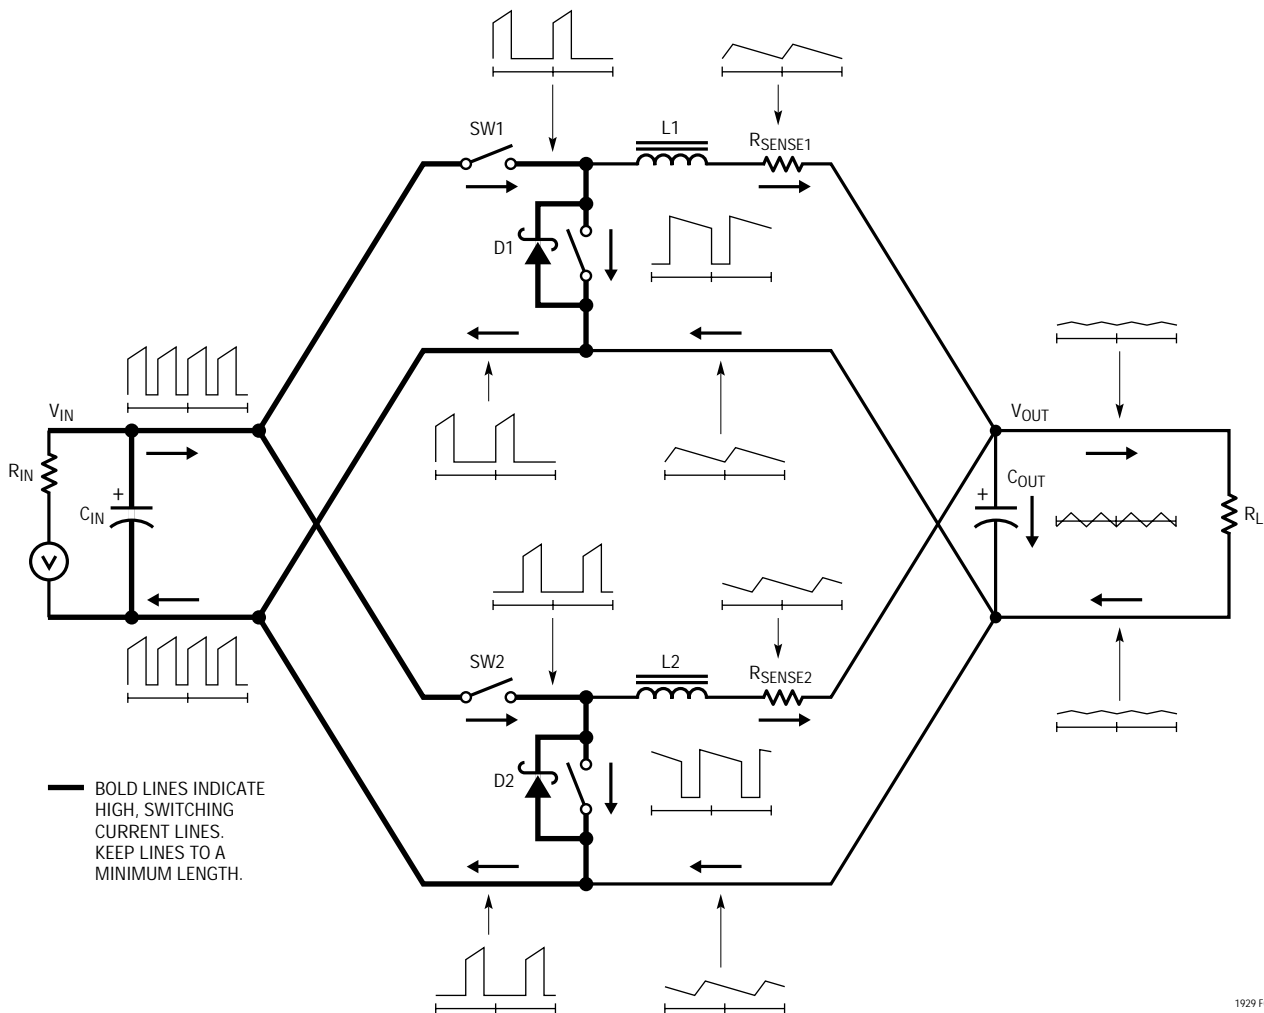 SW1
L1
RSENSE1
D1
VIN
RIN
CIN
+
VOUT
COUT
+
RL
SW2
L2
RSENSE2
D2
BOLD LINES INDICATE
HIGH, SWITCHING
CURRENT LINES.
KEEP LINES TO A
MINIMUM LENGTH.
V
1929 F